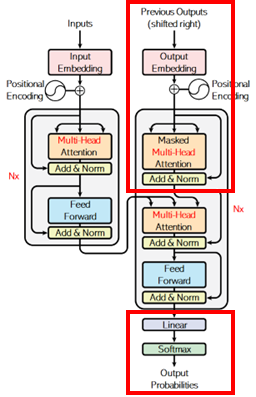 Inputs
Input
Embedding
Positional
Encoding
Multi-Head
Attention
Add & Norm
Nx
Feed
Forward
Add & Norm
Previous Outputs
(shifted right)
Output
Embedding
Positional
Encoding
Masked
Multi-Head
Attention
Add & Norm
Multi-Head
Attention
Nx
Add & Norm
Feed
Forward
Add & Norm
Linear
Softmax
Output
Probabilities